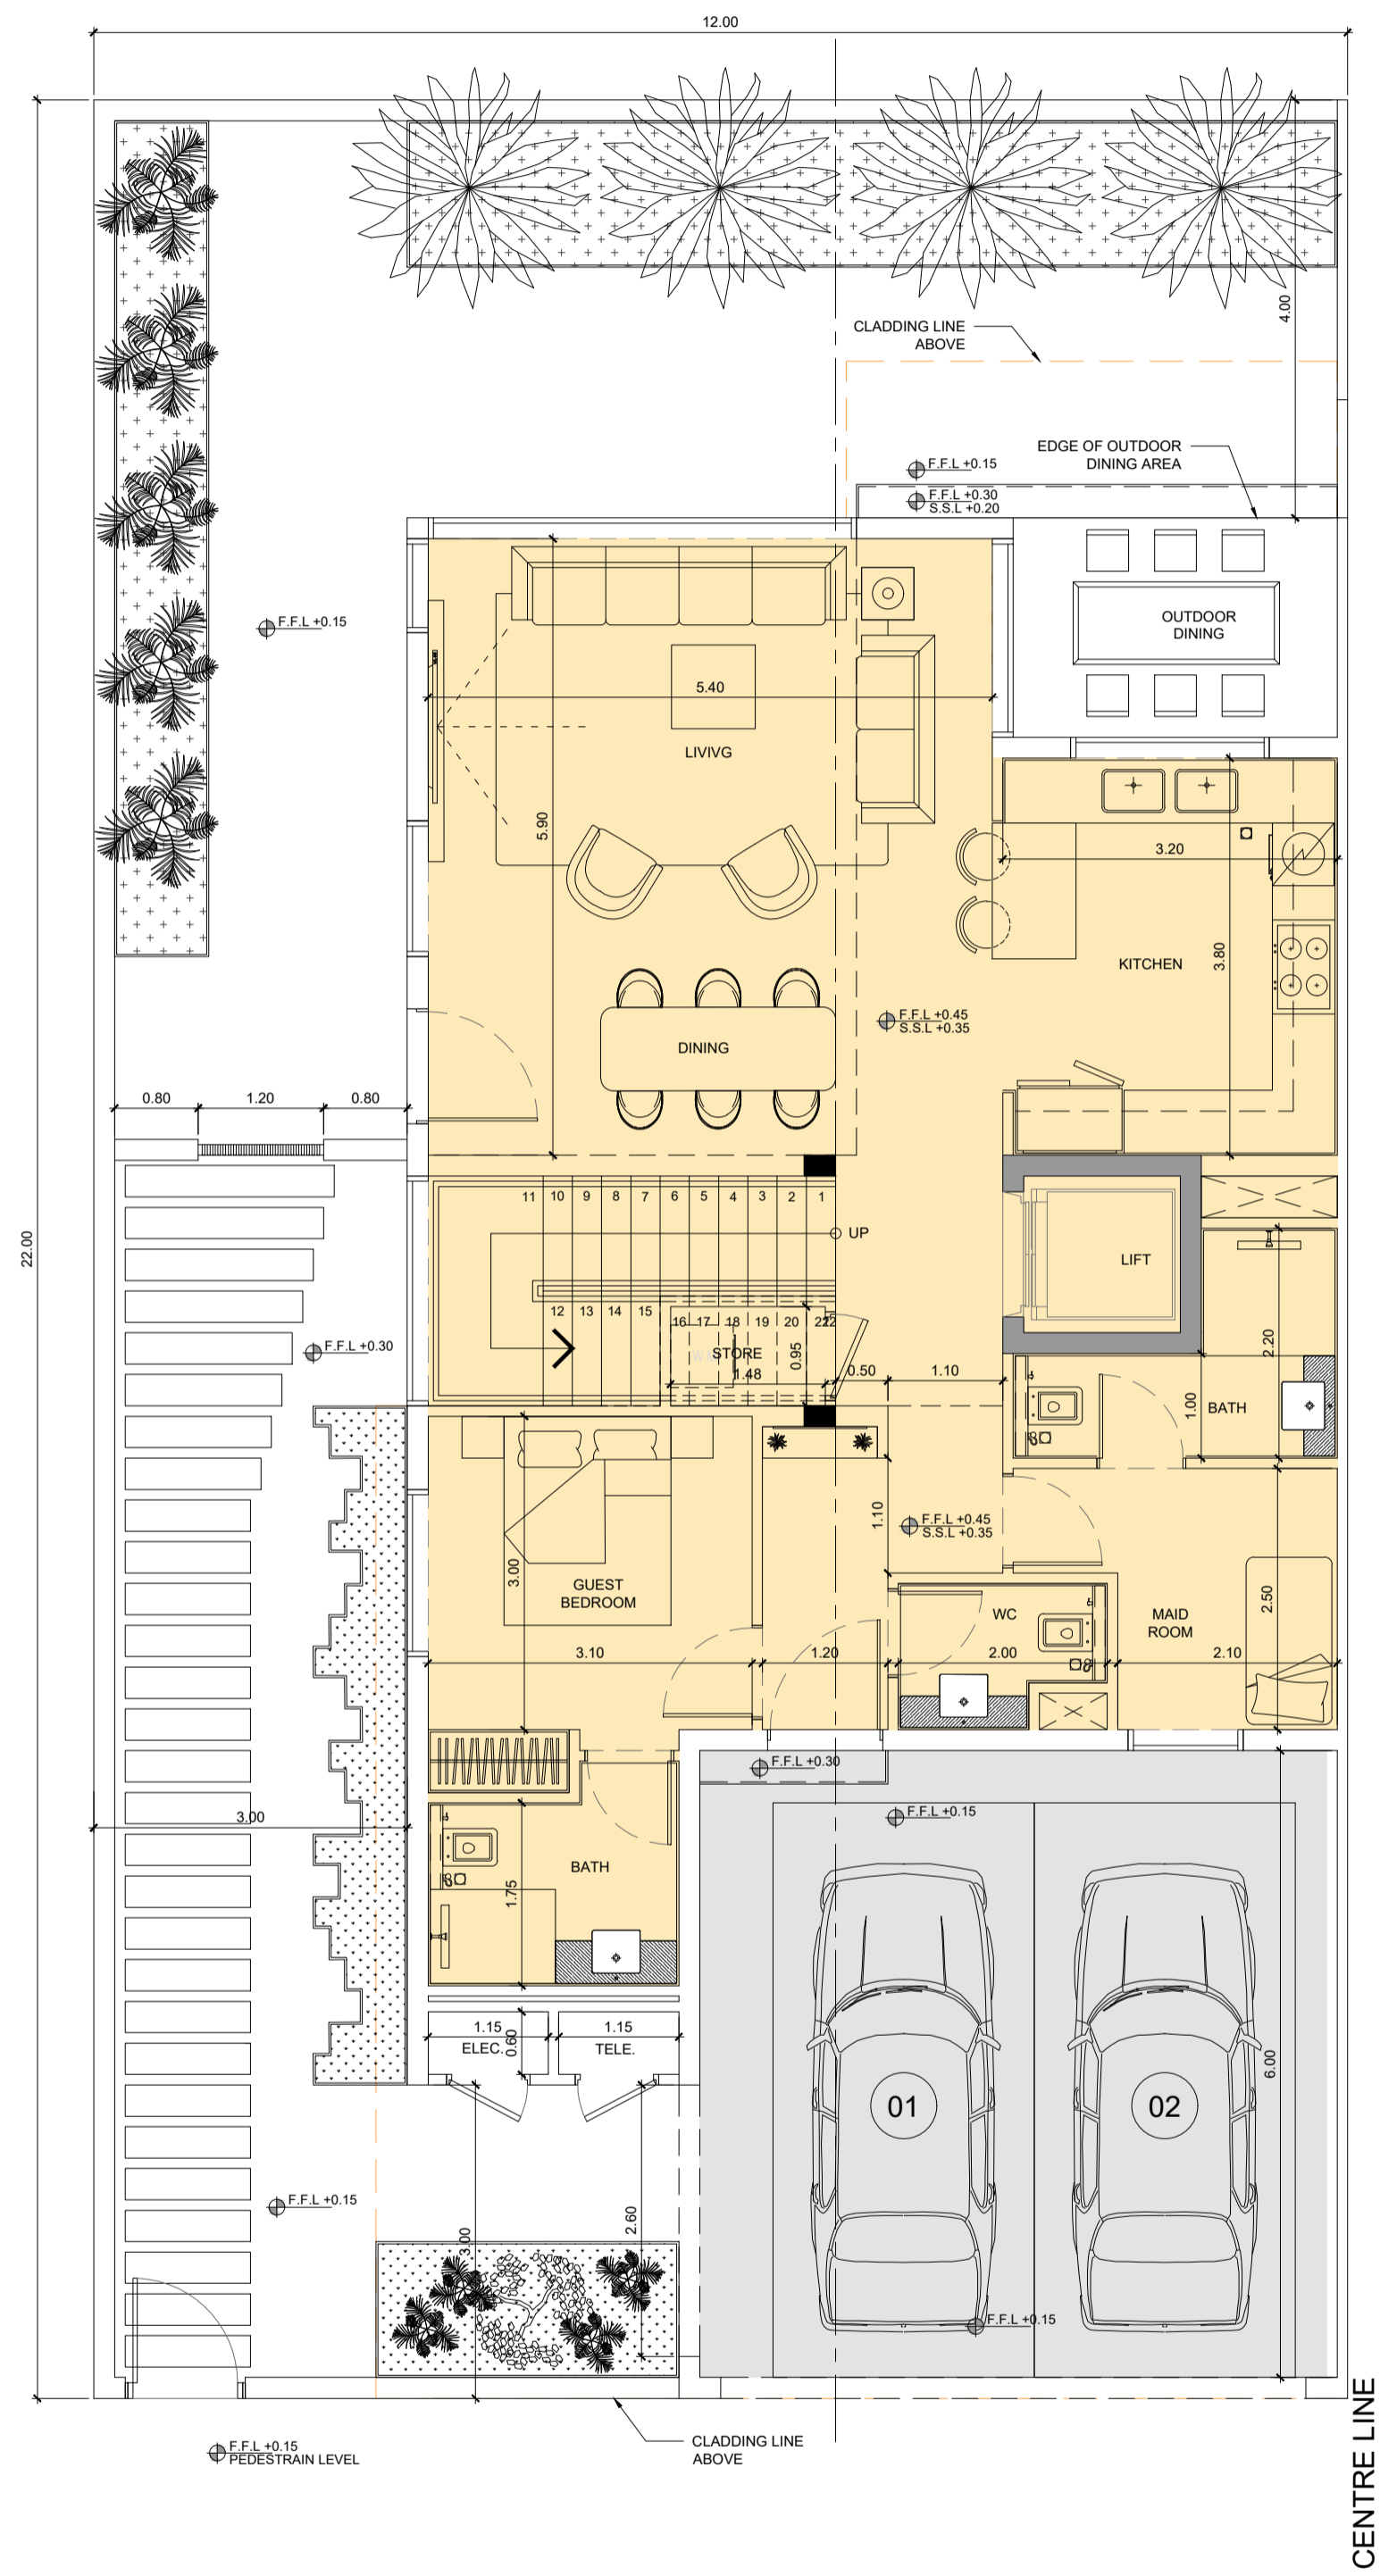 12.00
4.00
CLADDING LINE
ABOVE
EDGE OF OUTDOOR
DINING AREA
F.F.L +0.15
F.F.L +0.30
S.S.L +0.20
OUTDOOR
DINING
F.F.L +0.15
5.40
LIVIVG
5.90
3.20
3.80
KITCHEN
F.F.L +0.45
S.S.L +0.35
DINING
0.80
1.20
0.80
22.00
11 10 9 8 7 6 5 4 3 2 1
UP
LIFT
12 13 14 15 16 17 18 19 20 21 22
STORE
1.48
0.95
0.50
1.10
2.20
1.00
BATH
F.F.L +0.30
1.10
F.F.L +0.45
S.S.L +0.35
3.00
GUEST
BEDROOM
WC
MAID
ROOM
2.50
3.10
1.20
2.00
2.10
F.F.L +0.30
F.F.L +0.15
3.00
BATH
1.75
1.15
ELEC.
0.60
1.15
TELE.
01
02
6.00
F.F.L +0.15
3.00
2.60
F.F.L +0.15
F.F.L +0.15
PEDESTRAIN LEVEL
CLADDING LINE
ABOVE
CENTRE LINE